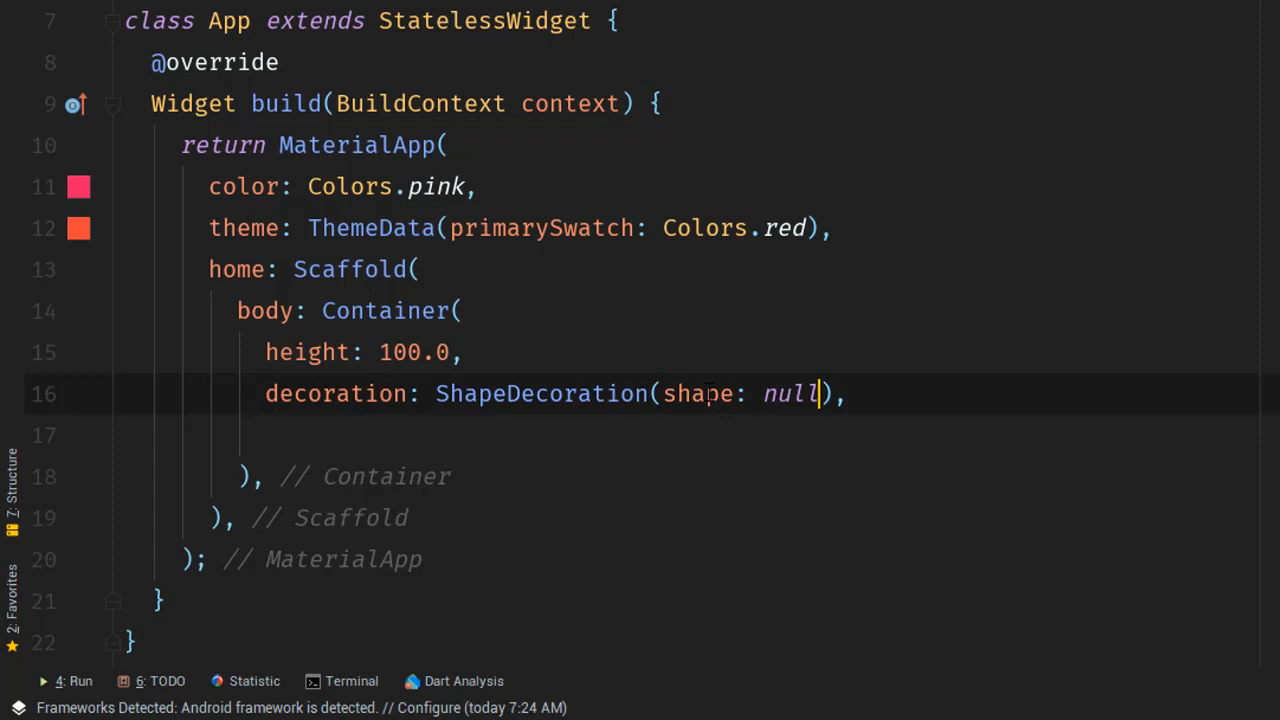 7 class App extends StatelessWidget {
8 @override
9 Widget build(BuildContext context) {
10 return MaterialApp(
11 color: Colors.pink,
12 theme: ThemeData(primarySwatch: Colors.red),
13 home: Scaffold(
14 body: Container(
15 height: 100.0,
16 decoration: ShapeDecoration(shape: null),
17
18 ), // Container
19 ), // Scaffold
20 ); // MaterialApp
21 }
22 }
7: Structure
2: Favorites
4: Run 6: TODO Statistic Terminal Dart Analysis
Frameworks Detected: Android framework is detected. // Configure (today 7:24 AM)